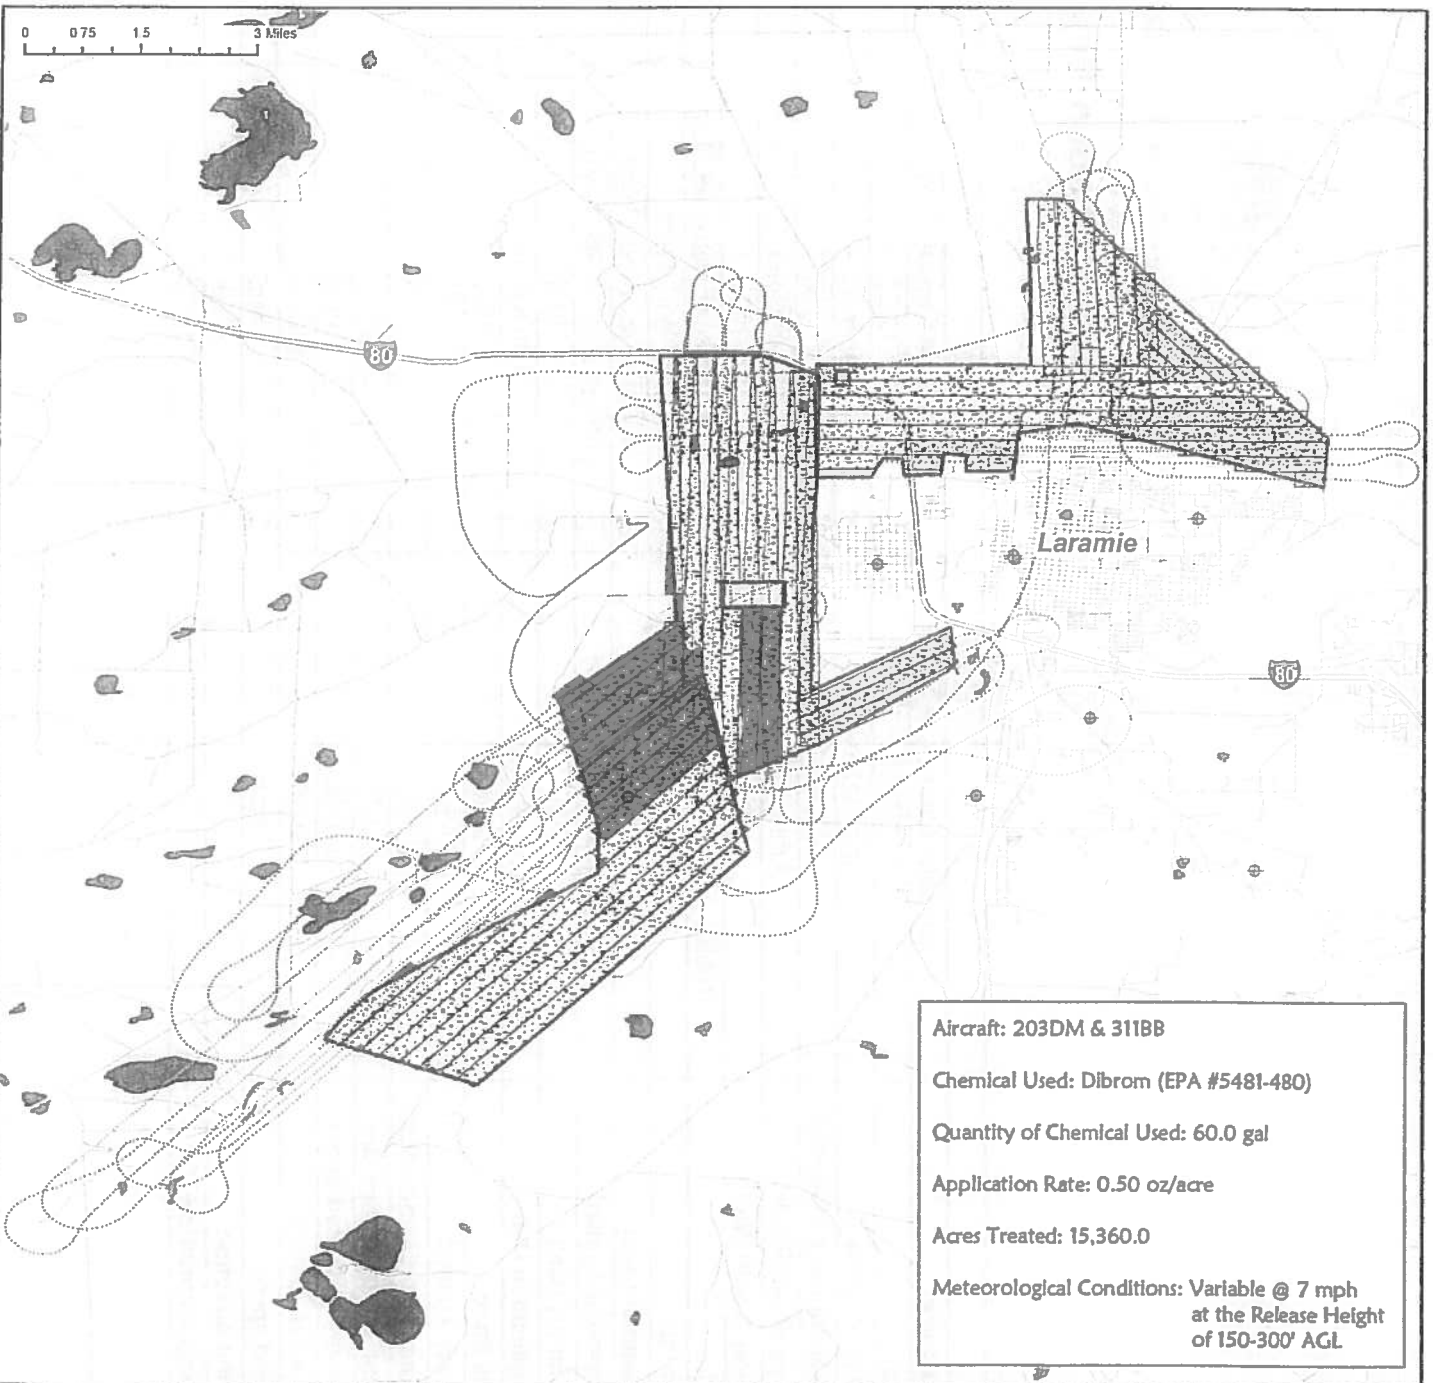 0 0.75 1.5 3 Miles
80
Laramie
80
Aircraft: 203DM & 311BB
Chemical Used: Dibrom (EPA #5481-480)
Quantity of Chemical Used: 60.0 gal
Application Rate: 0.50 oz/acre
Acres Treated: 15,360.0
Meteorological Conditions: Variable @ 7 mph
at the Release Height
of 150-300' AGL